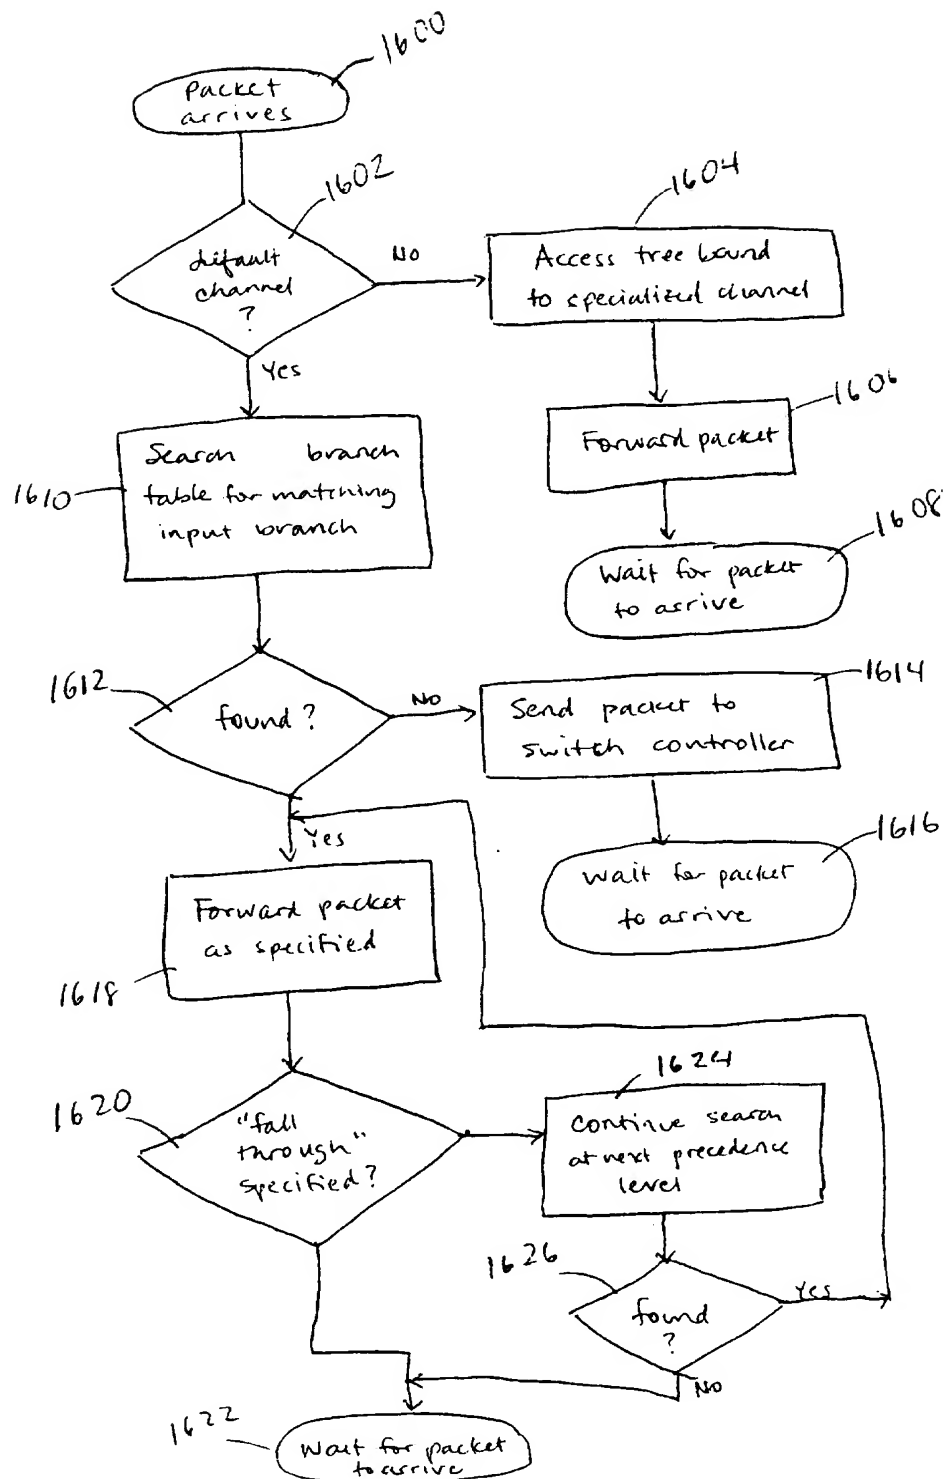 1600
Packet
arrives
1602
default
channel
?
No
1604
Access tree bound
to specialized channel
Yes
1606
Forward packet
1610
Search branch
table for matching
input branch
1608
Wait for packet
to arrive
1612
found?
No
1614
Send packet to
switch controller
Yes
1616
Wait for packet
to arrive
Forward packet
as specified
1618
1620
"fall
through"
specified?
1624
Continue search
at next precedence
level
1626
found
?
Yes
No
1622
Wait for packet
to arrive